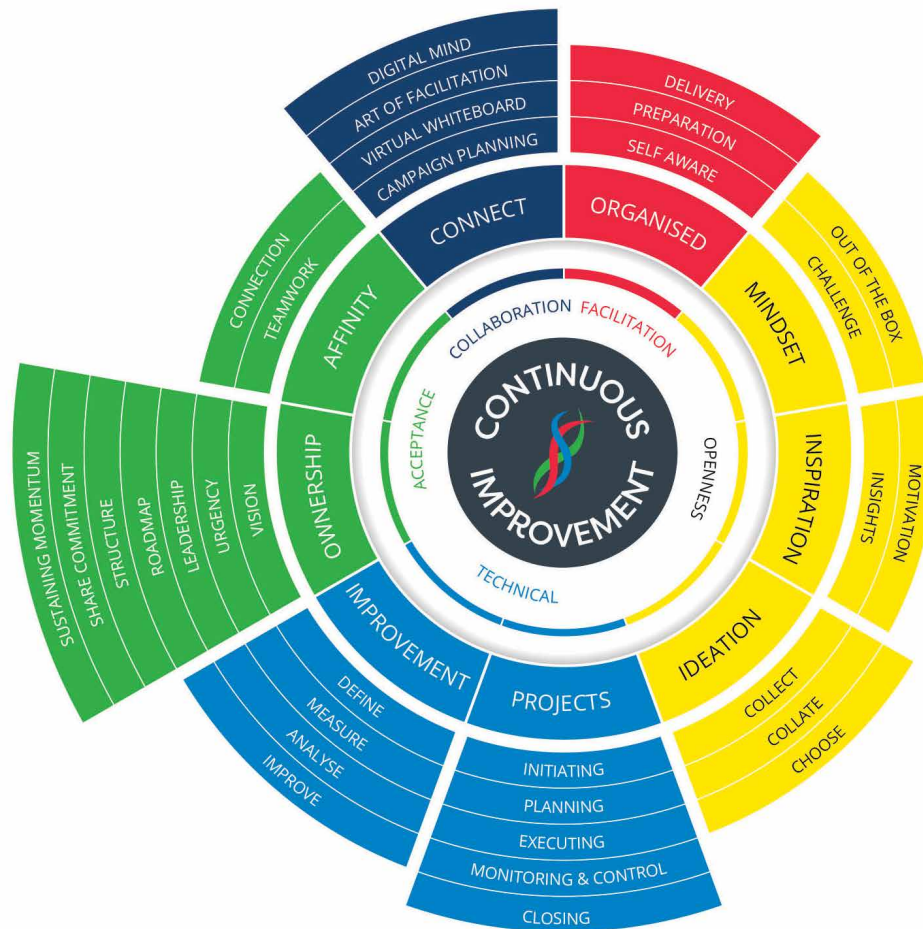 CONTINUOUS
IMPROVEMENT
COLLABORATION
FACILITATION
OPENNESS
TECHNICAL
ACCEPTANCE
CONNECT
CAMPAIGN PLANNING
VIRTUAL WHITEBOARD
ART OF FACILITATION
DIGITAL MIND
ORGANISED
SELF AWARE
PREPARATION
DELIVERY
MINDSET
CHALLENGE
OUT OF THE BOX
INSPIRATION
INSIGHTS
MOTIVATION
IDEATION
COLLECT
COLLATE
CHOOSE
PROJECTS
INITIATING
PLANNING
EXECUTING
MONITORING & CONTROL
CLOSING
IMPROVEMENT
DEFINE
MEASURE
ANALYSE
IMPROVE
OWNERSHIP
VISION
URGENCY
LEADERSHIP
ROADMAP
STRUCTURE
SHARE COMMITMENT
SUSTAINING MOMENTUM
AFFINITY
TEAMWORK
CONNECTION